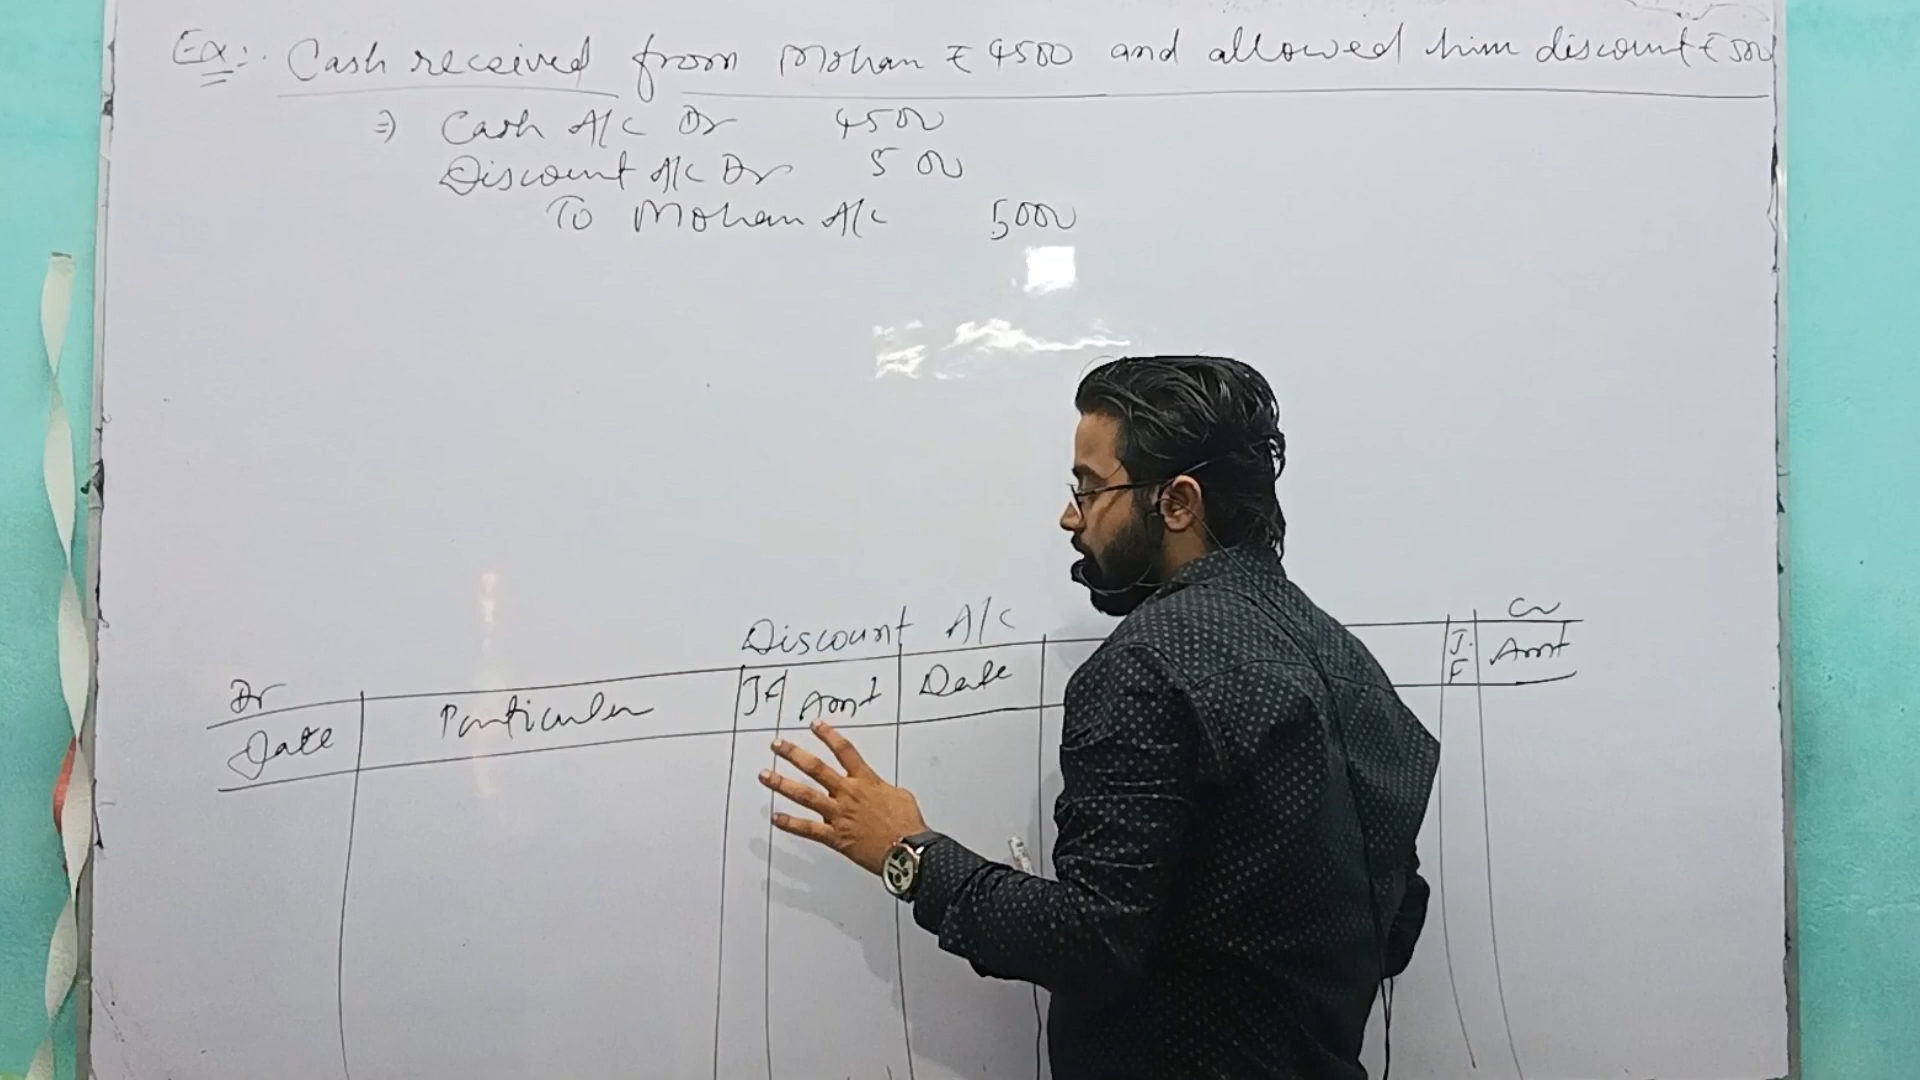 Ex:- Cash received from Mohan ₹ 4500 and allowed him discount ₹ 500
⇒ Cash A/c Dr 4500
Discount A/c Dr 500
To Mohan A/c 5000
Discount A/c
Dr Cr
Date Particular J.F Amt Date J.F Amt